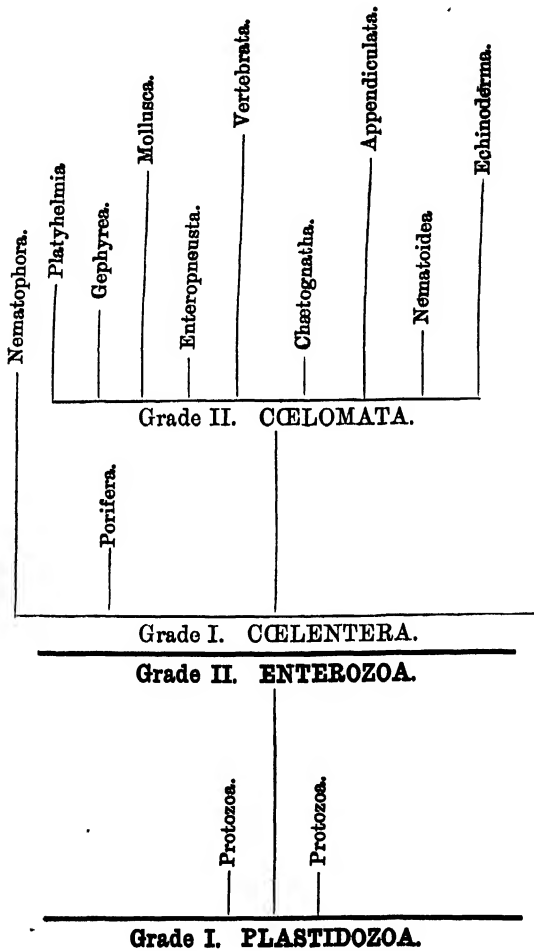 Nematophora.
Platyhelmia
Gephyrea.
Mollusca.
Enteropneusta.
Vertebrata.
Chætognatha.
Appendiculata.
Nematoidea
Echinoderma.
Grade II. CŒLOMATA.
Porifera.
Grade I. CŒLENTERA.
Grade II. ENTEROZOA.
Protozoa.
Protozoa.
Grade I. PLASTIDOZOA.